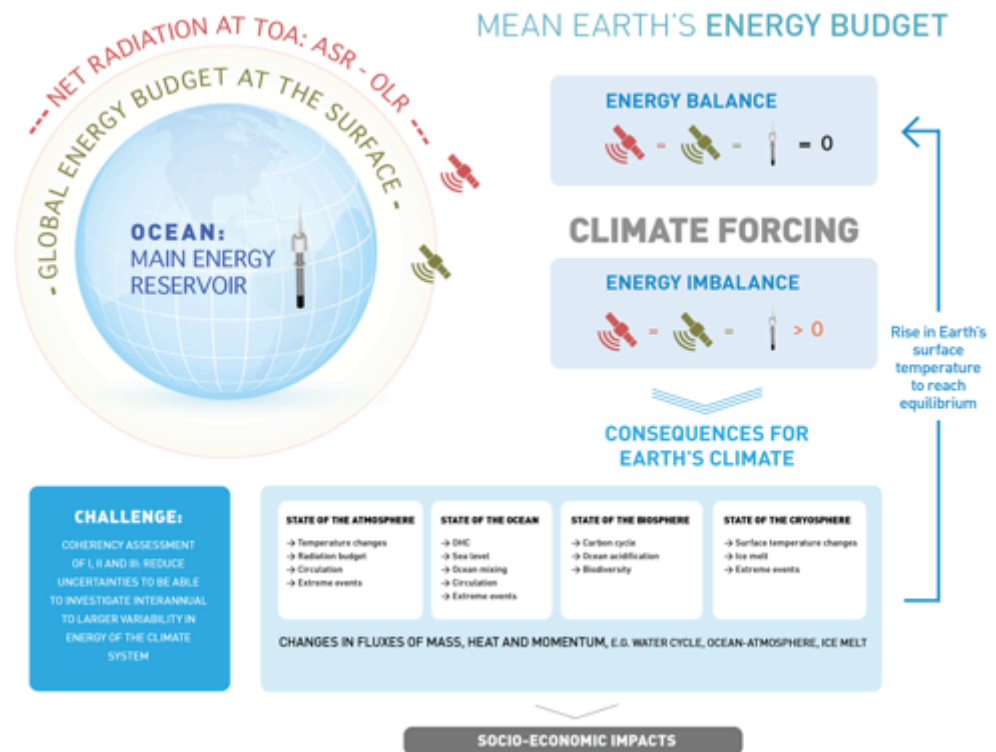 MEAN EARTH'S ENERGY BUDGET
--- NET RADIATION AT TOA: ASR - OLR ---
- GLOBAL ENERGY BUDGET AT THE SURFACE -
OCEAN:
MAIN ENERGY
RESERVOIR
ENERGY BALANCE
= = = 0
CLIMATE FORCING
ENERGY IMBALANCE
= = > 0
Rise in Earth's
surface
temperature
to reach
equilibrium
CONSEQUENCES FOR
EARTH'S CLIMATE
CHALLENGE:
COHERENCY ASSESSMENT
OF I, II AND III: REDUCE
UNCERTAINTIES TO BE ABLE
TO INVESTIGATE INTERANNUAL
TO LARGER VARIABILITY IN
ENERGY OF THE CLIMATE
SYSTEM
STATE OF THE ATMOSPHERE
→ Temperature changes
→ Radiation budget
→ Circulation
→ Extreme events
STATE OF THE OCEAN
→ OHC
→ Sea level
→ Ocean mixing
→ Circulation
→ Extreme events
STATE OF THE BIOSPHERE
→ Carbon cycle
→ Ocean acidification
→ Biodiversity
STATE OF THE CRYOSPHERE
→ Surface temperature changes
→ Ice melt
→ Extreme events
CHANGES IN FLUXES OF MASS, HEAT AND MOMENTUM, E.G. WATER CYCLE, OCEAN-ATMOSPHERE, ICE MELT
SOCIO-ECONOMIC IMPACTS